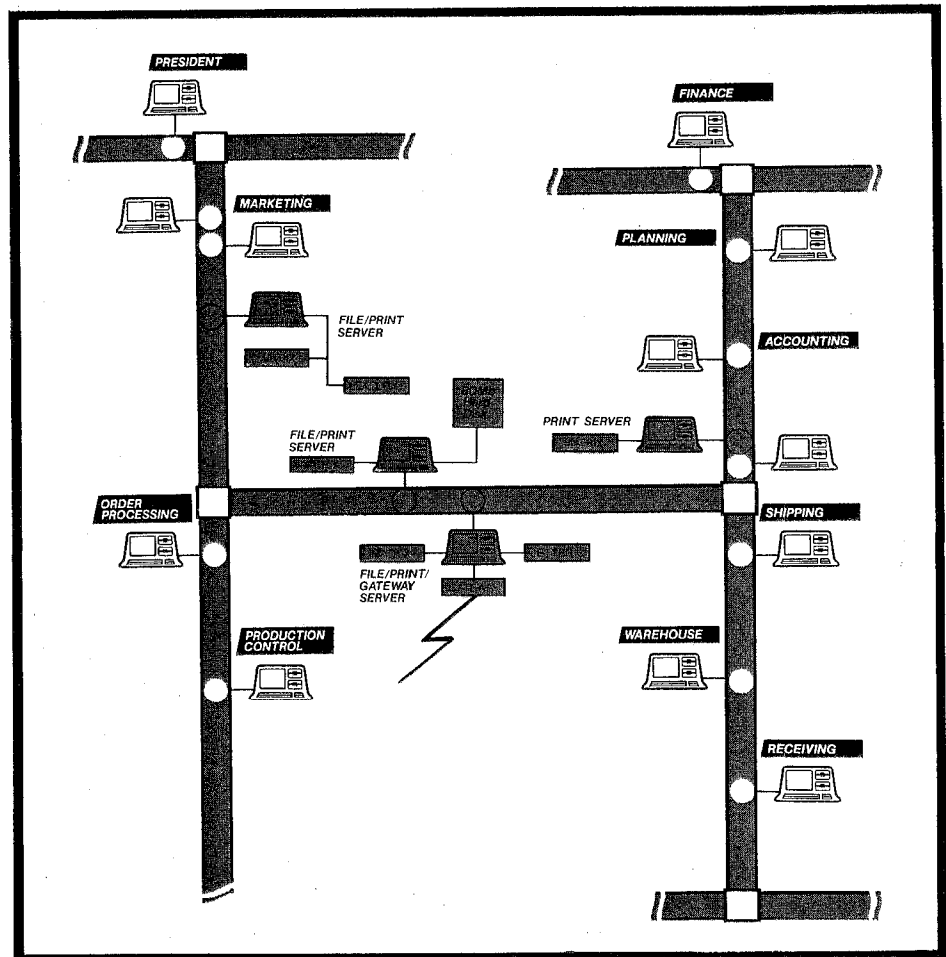 PRESIDENT
FINANCE
MARKETING
PLANNING
FILE/PRINT
SERVER
ACCOUNTING
PRINT SERVER
FILE/PRINT
SERVER
ORDER
PROCESSING
SHIPPING
FILE/PRINT/
GATEWAY
SERVER
PRODUCTION
CONTROL
WAREHOUSE
RECEIVING